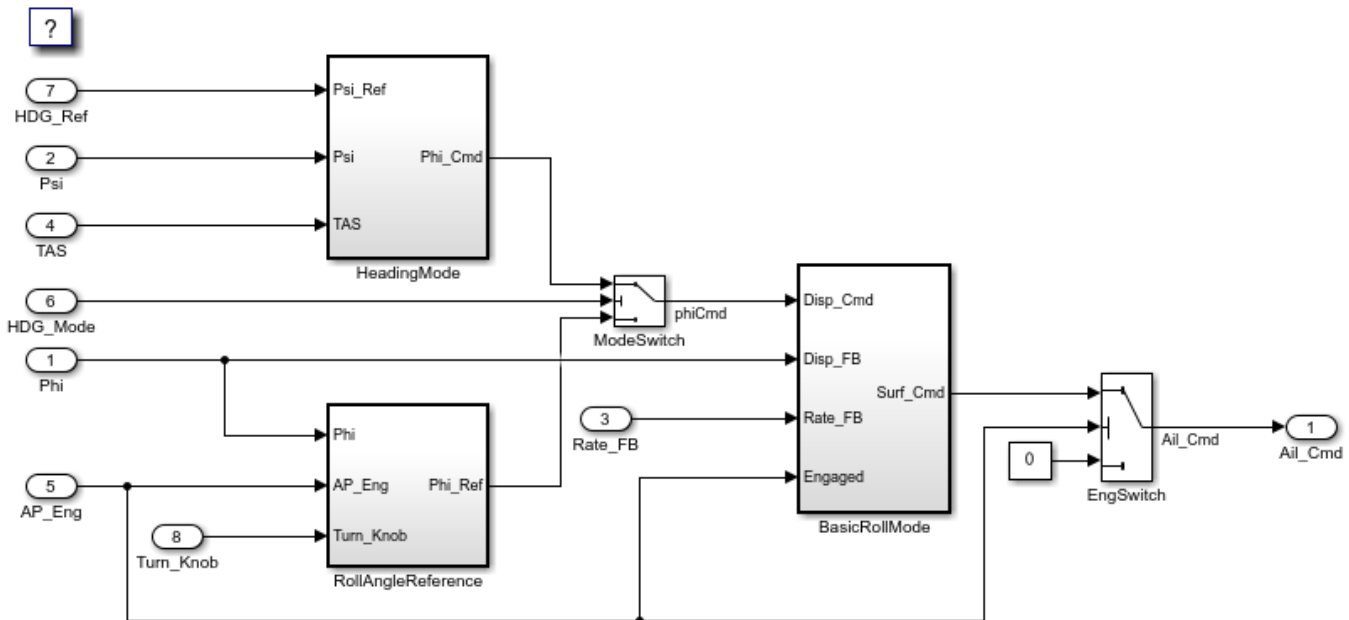 ?
7
HDG_Ref
2
Psi
4
TAS
Psi_Ref
Psi
TAS
Phi_Cmd
HeadingMode
6
HDG_Mode
phiCmd
ModeSwitch
1
Phi
Disp_Cmd
Disp_FB
Rate_FB
Engaged
Surf_Cmd
BasicRollMode
3
Rate_FB
Phi
AP_Eng
Turn_Knob
Phi_Ref
RollAngleReference
5
AP_Eng
8
Turn_Knob
0
EngSwitch
Ail_Cmd
1
Ail_Cmd